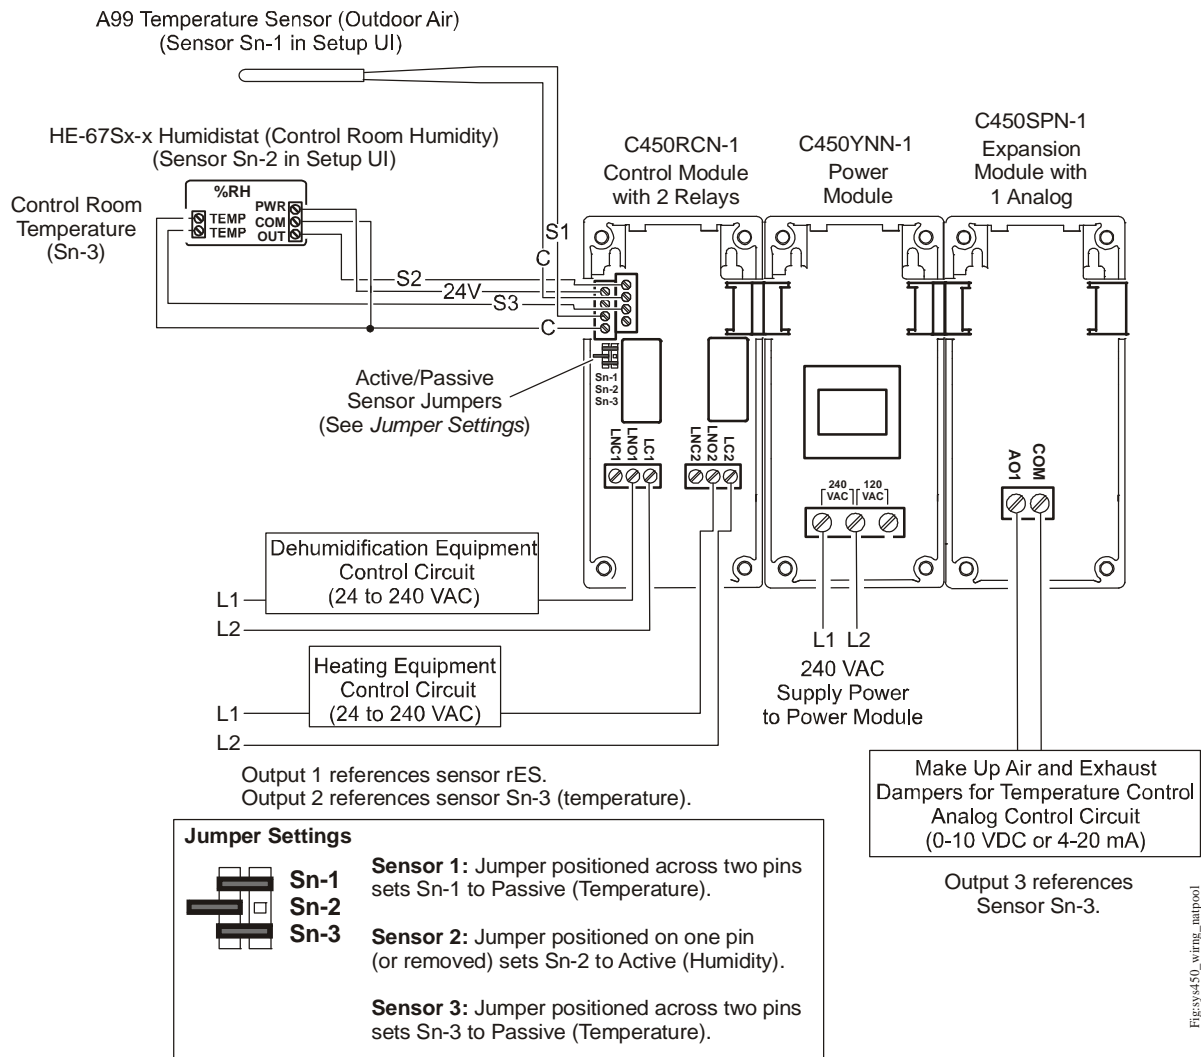 A99 Temperature Sensor (Outdoor Air)
(Sensor Sn-1 in Setup UI)
HE-67Sx-x Humidistat (Control Room Humidity)
(Sensor Sn-2 in Setup UI)
Control Room
Temperature
(Sn-3)
%RH
TEMP
TEMP
PWR
COM
OUT
C450RCN-1
Control Module
with 2 Relays
C450YNN-1
Power
Module
C450SPN-1
Expansion
Module with
1 Analog
S1
C
S2
24V
S3
C
Active/Passive
Sensor Jumpers
(See Jumper Settings)
Sn-1
Sn-2
Sn-3
LNC1
LNO1
LC1
LNC2
LNO2
LC2
240
VAC
120
VAC
AO1
COM
Dehumidification Equipment
Control Circuit
(24 to 240 VAC)
L1
L2
Heating Equipment
Control Circuit
(24 to 240 VAC)
L1
L2
L1 L2
240 VAC
Supply Power
to Power Module
Make Up Air and Exhaust
Dampers for Temperature Control
Analog Control Circuit
(0-10 VDC or 4-20 mA)
Output 3 references
Sensor Sn-3.
Output 1 references sensor rES.
Output 2 references sensor Sn-3 (temperature).
Jumper Settings
Sn-1
Sn-2
Sn-3
Sensor 1: Jumper positioned across two pins
sets Sn-1 to Passive (Temperature).
Sensor 2: Jumper positioned on one pin
(or removed) sets Sn-2 to Active (Humidity).
Sensor 3: Jumper positioned across two pins
sets Sn-3 to Passive (Temperature).
Fig:sys450_wirng_natpool